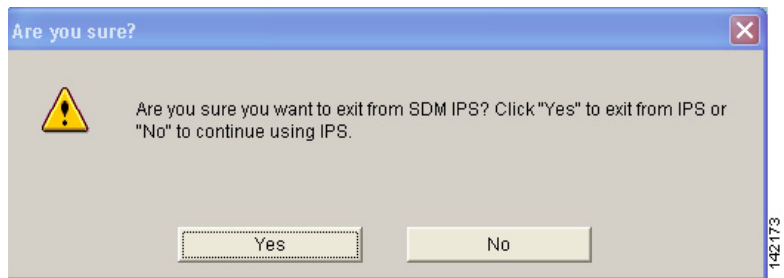 Are you sure?
Are you sure you want to exit from SDM IPS? Click "Yes" to exit from IPS or
"No" to continue using IPS.
Yes
No
142173